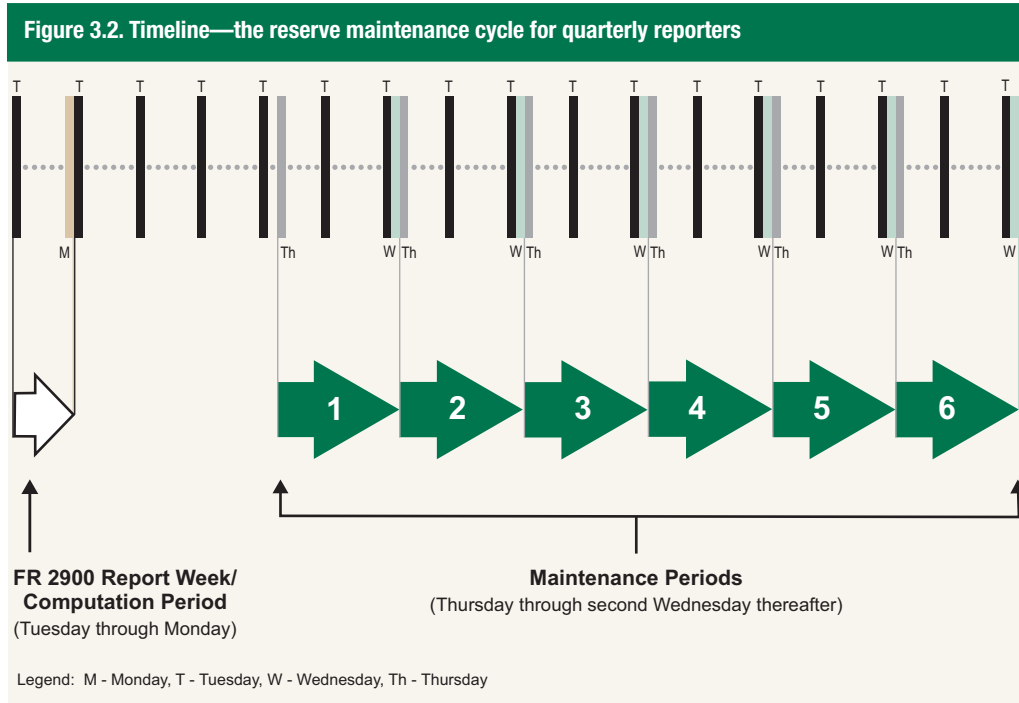 Figure 3.2. Timeline—the reserve maintenance cycle for quarterly reporters
T T T T T T T T T T T T T T T T T
M Th W Th W Th W Th W Th W Th W
1 2 3 4 5 6
FR 2900 Report Week/
Computation Period
(Tuesday through Monday)
Maintenance Periods
(Thursday through second Wednesday thereafter)
Legend: M - Monday, T - Tuesday, W - Wednesday, Th - Thursday